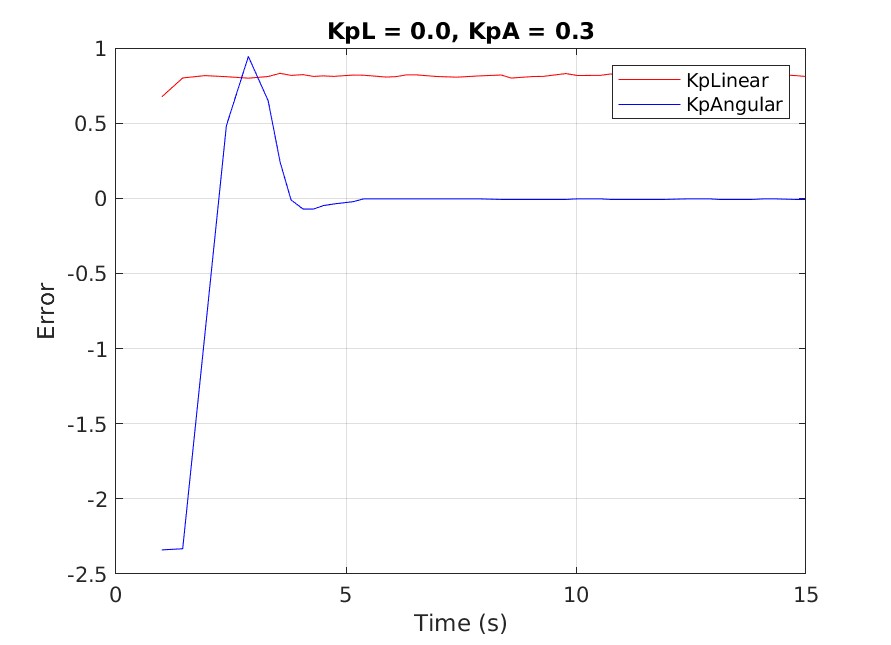 KpL = 0.0, KpA = 0.3
1
0.5
0
-0.5
-1
-1.5
-2
-2.5
Error
KpLinear
KpAngular
0 5 10 15
Time (s)